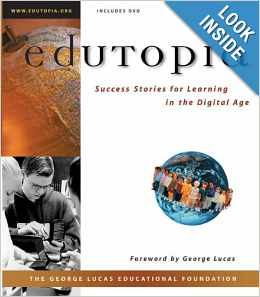 WWW.EDUTOPIA.ORG
INCLUDES DVD
LOOK INSIDE!
edutopia
Success Stories for Learning
in the Digital Age
Foreword by George Lucas
THE GEORGE LUCAS EDUCATIONAL FOUNDATION